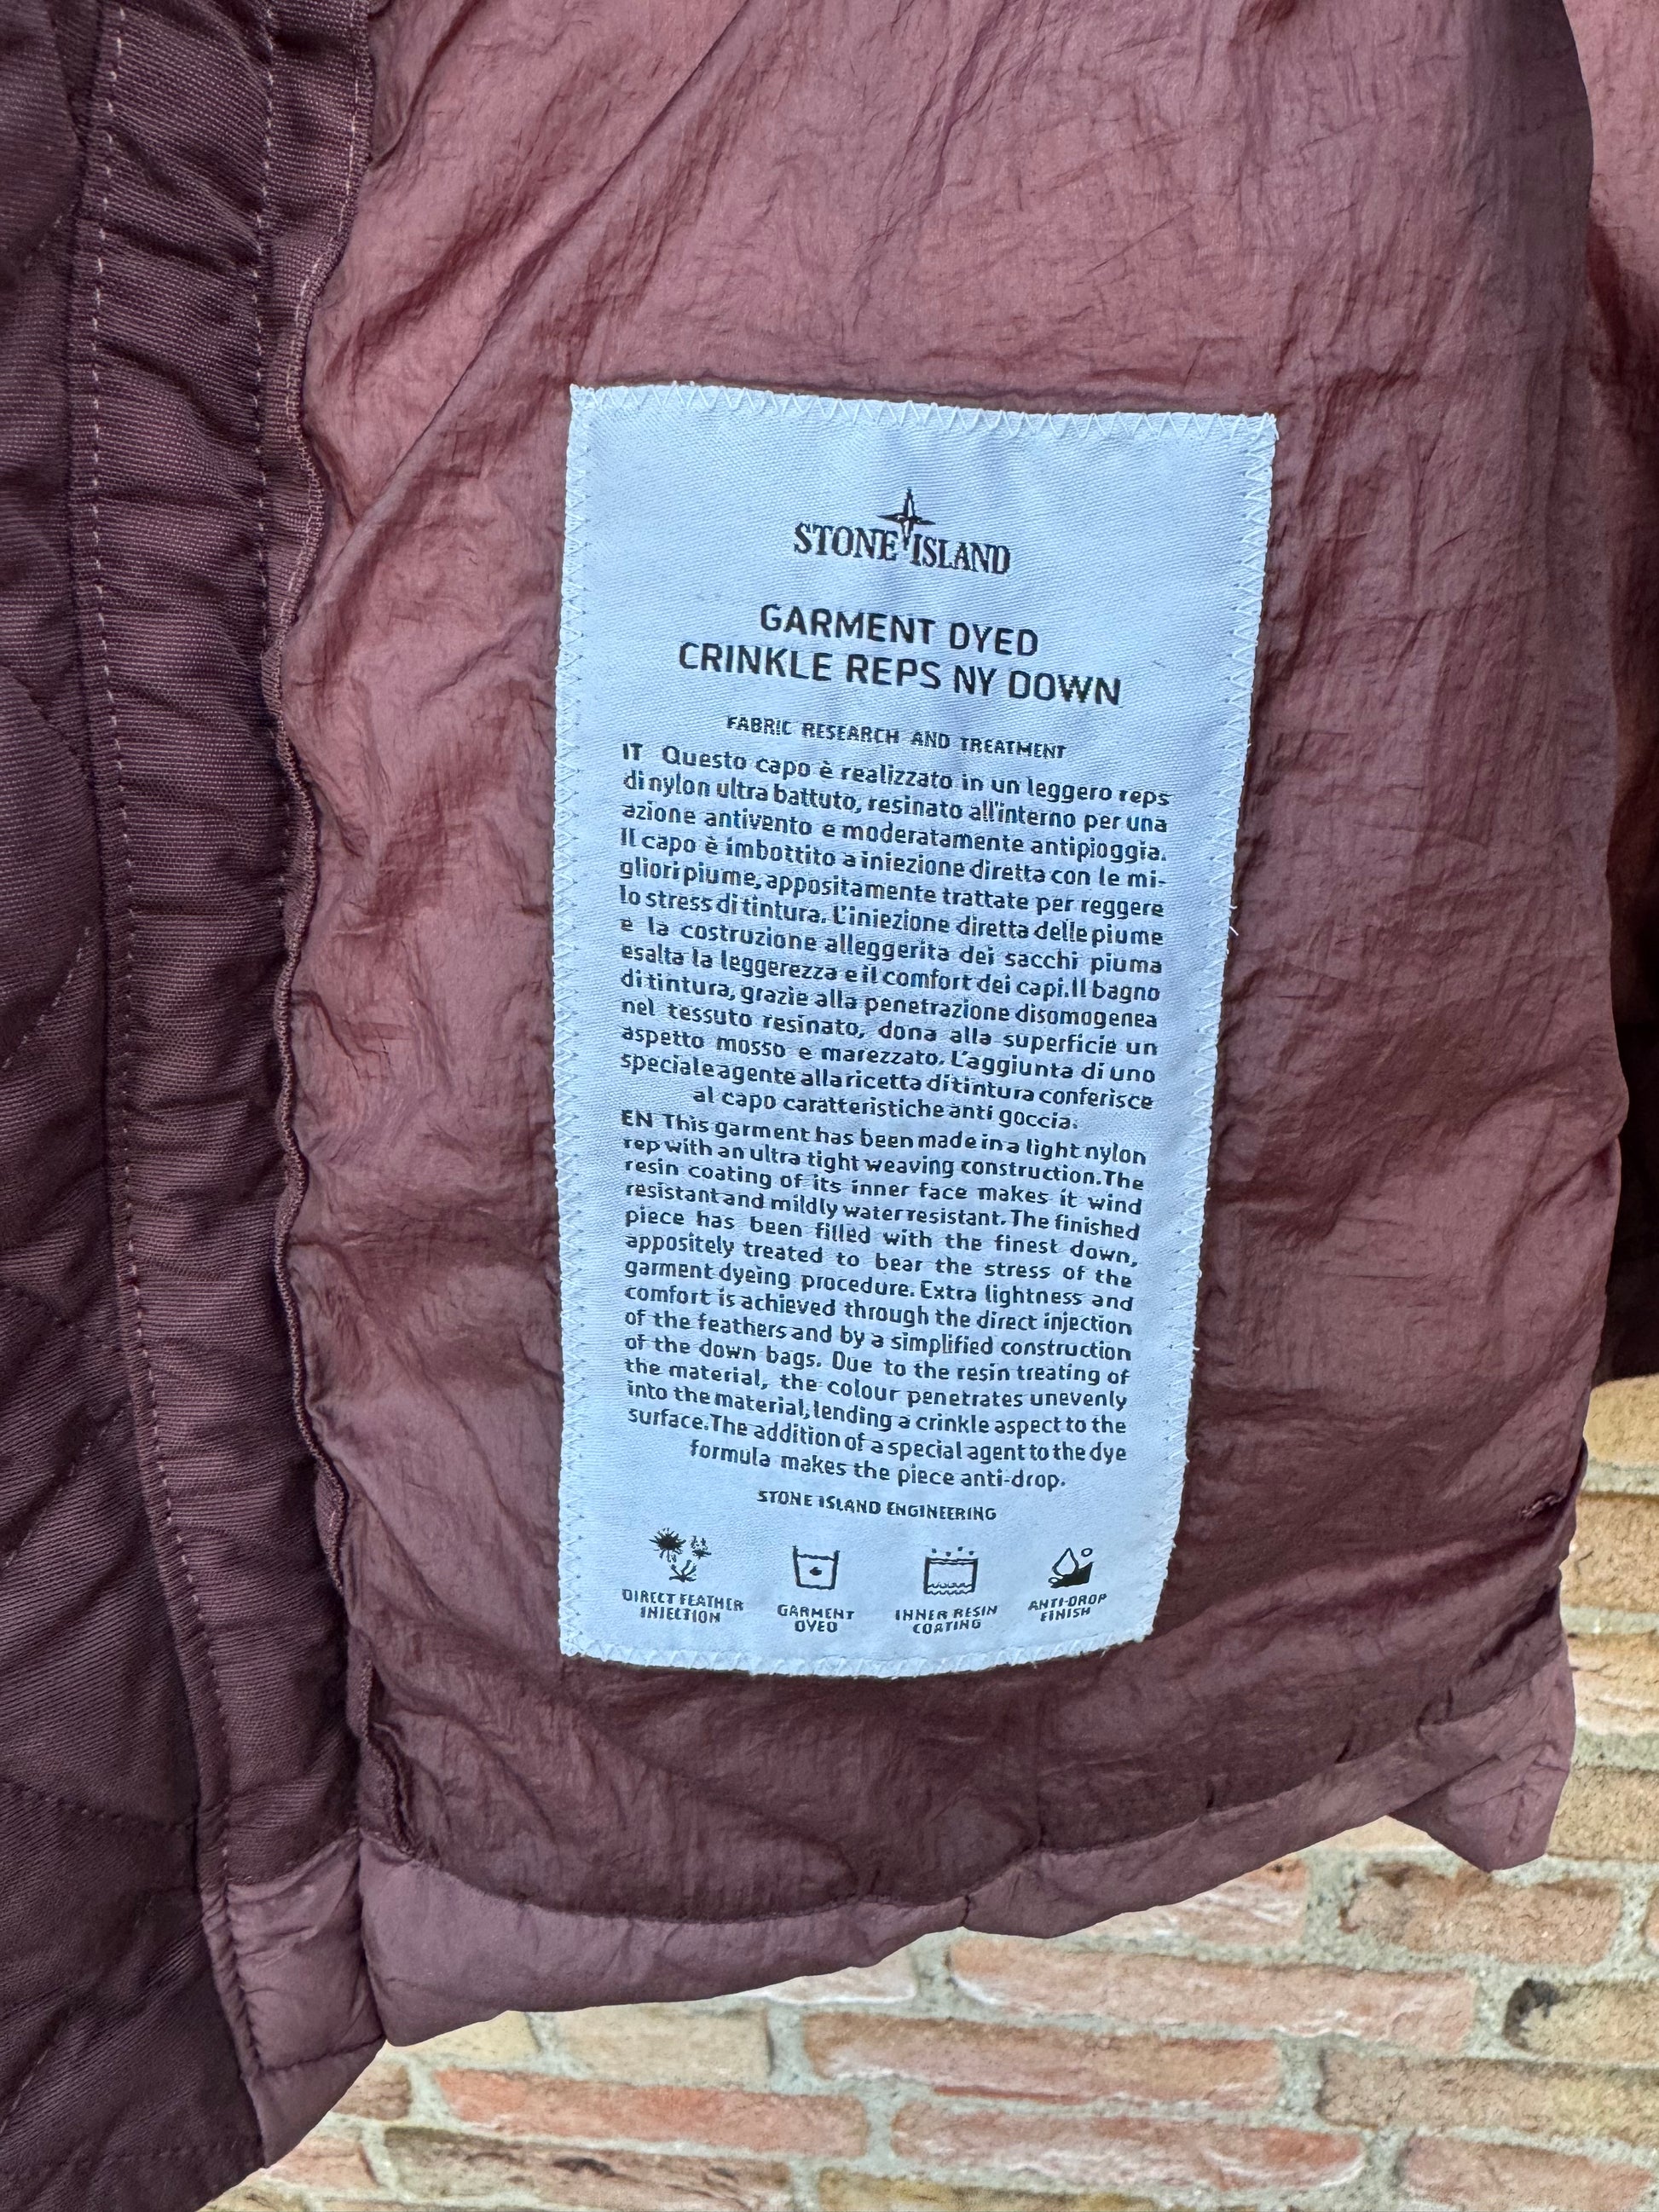 STONE ISLAND
GARMENT DYED
CRINKLE REPS NY DOWN
FABRIC RESEARCH AND TREATMENT
IT Questo capo è realizzato in un leggero reps
di nylon ultra battuto, resinato all'interno per una
azione antivento e moderatamente antipioggia.
Il capo è imbottito a iniezione diretta con le mi-
gliori piume, appositamente trattate per reggere
lo stress di tintura. L'iniezione diretta delle piume
e la costruzione alleggerita dei sacchi piuma
esalta la leggerezza e il comfort dei capi. Il bagno
di tintura, grazie alla penetrazione disomogenea
nel tessuto resinato, dona alla superficie un
aspetto mosso e marezzato. L'aggiunta di uno
speciale agente alla ricetta di tintura conferisce
al capo caratteristiche anti goccia.
EN This garment has been made in a light nylon
rep with an ultra tight weaving construction. The
resin coating of its inner face makes it wind
resistant and mildly water resistant. The finished
piece has been filled with the finest down,
appositely treated to bear the stress of the
garment dyeing procedure. Extra lightness and
comfort is achieved through the direct injection
of the feathers and by a simplified construction
of the down bags. Due to the resin treating of
the material, the colour penetrates unevenly
into the material, lending a crinkle aspect to the
surface. The addition of a special agent to the dye
formula makes the piece anti-drop.
STONE ISLAND ENGINEERING
DIRECT FEATHER
INJECTION
GARMENT
DYED
INNER RESIN
COATING
ANTI-DROP
FINISH